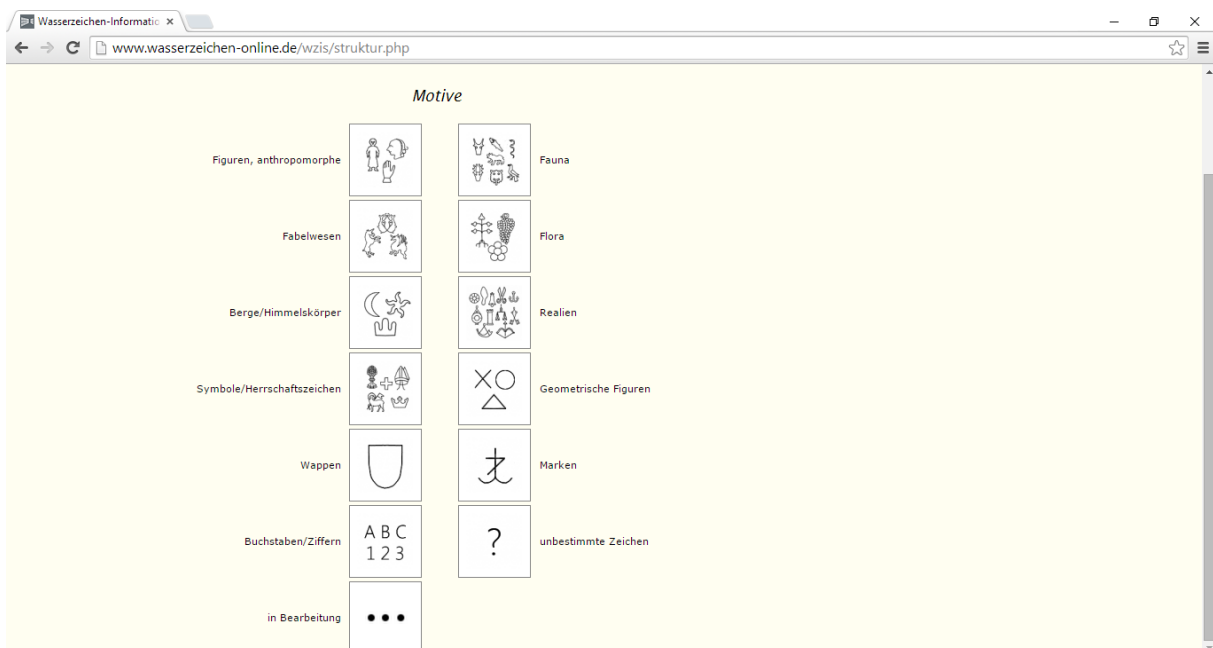 Wasserzeichen-Informatio
www.wasserzeichen-online.de/wzis/struktur.php
Motive
Figuren, anthropomorphe
Fauna
Fabelwesen
Flora
Berge/Himmelskörper
Realien
Symbole/Herrschaftszeichen
Geometrische Figuren
Wappen
Marken
Buchstaben/Ziffern
A B C
1 2 3
?
unbestimmte Zeichen
in Bearbeitung